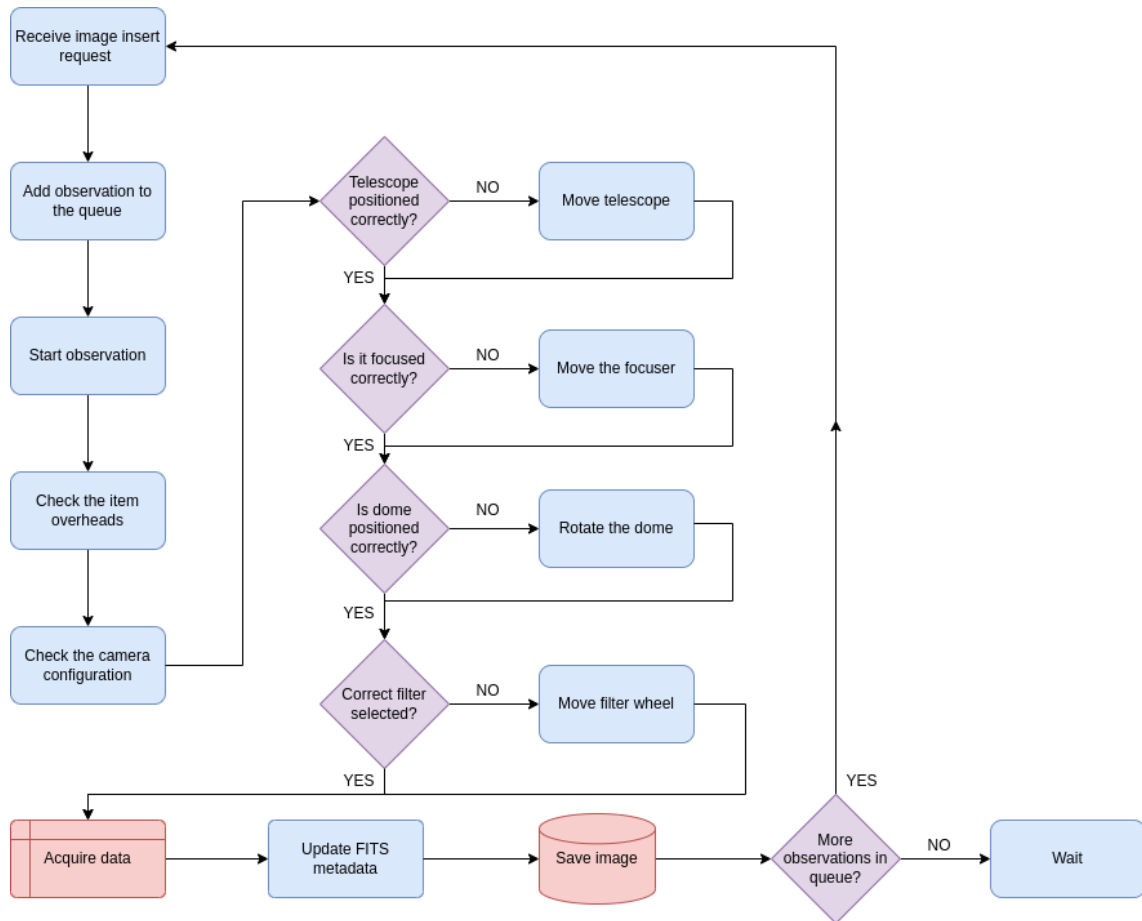 Receive image insert
request
Add observation to
the queue
Start observation
Check the item
overheads
Check the camera
configuration
Telescope
positioned
correctly?
NO
Move telescope
YES
Is it focused
correctly?
NO
Move the focuser
YES
Is dome
positioned
correctly?
NO
Rotate the dome
YES
Correct filter
selected?
NO
Move filter wheel
YES
Acquire data
Update FITS
metadata
Save image
More
observations in
queue?
YES
NO
Wait